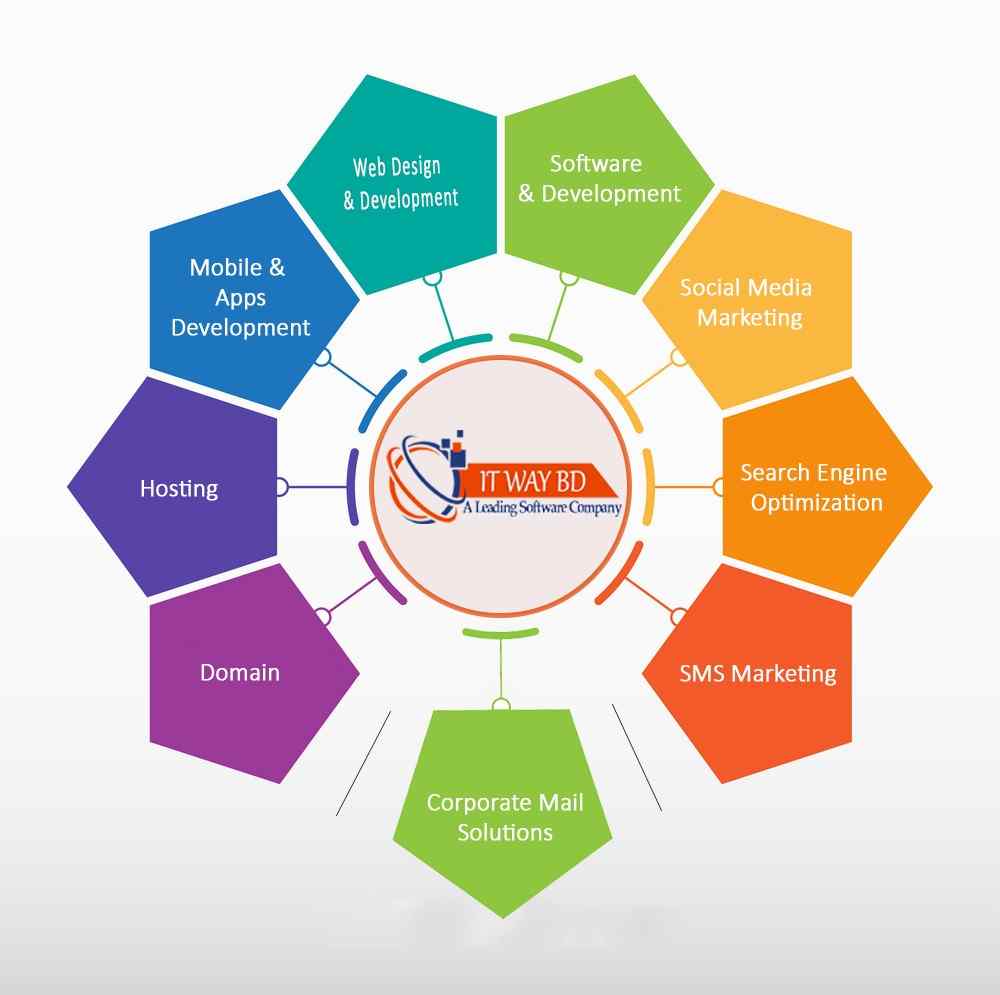 Web Design
& Development
Software
& Development
Mobile &
Apps
Development
Social Media
Marketing
Hosting
IT WAY BD
A Leading Software Company
Search Engine
Optimization
Domain
SMS Marketing
Corporate Mail
Solutions